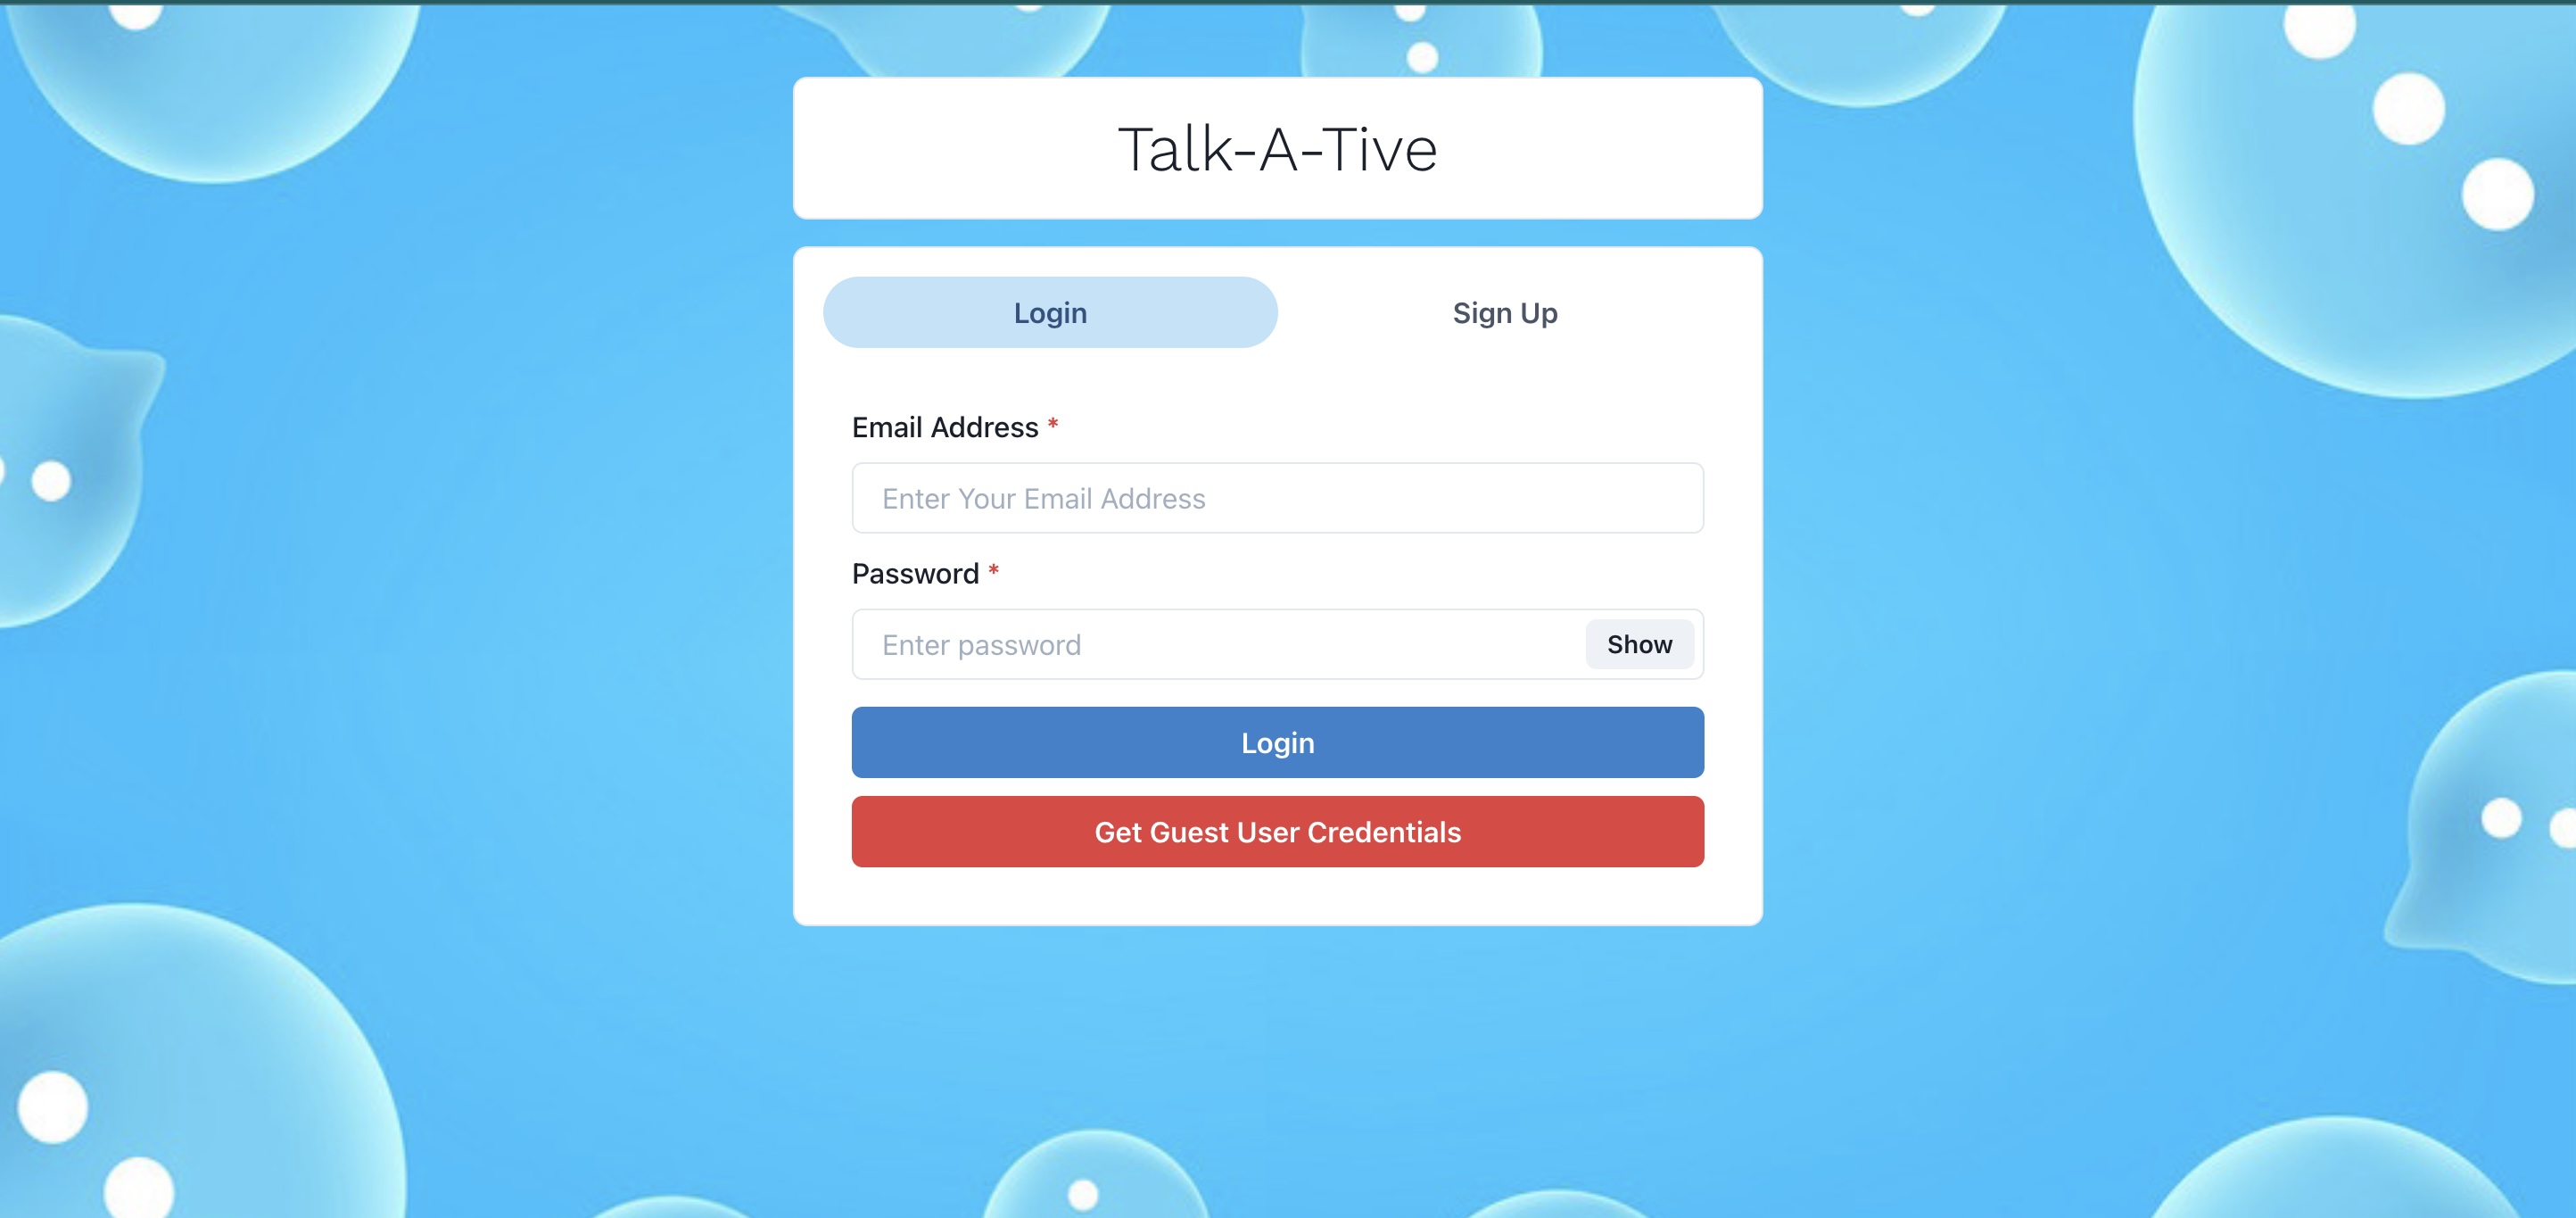 Talk-A-Tive
Login
Sign Up
Email Address *
Enter Your Email Address
Password *
Enter password
Show
Login
Get Guest User Credentials